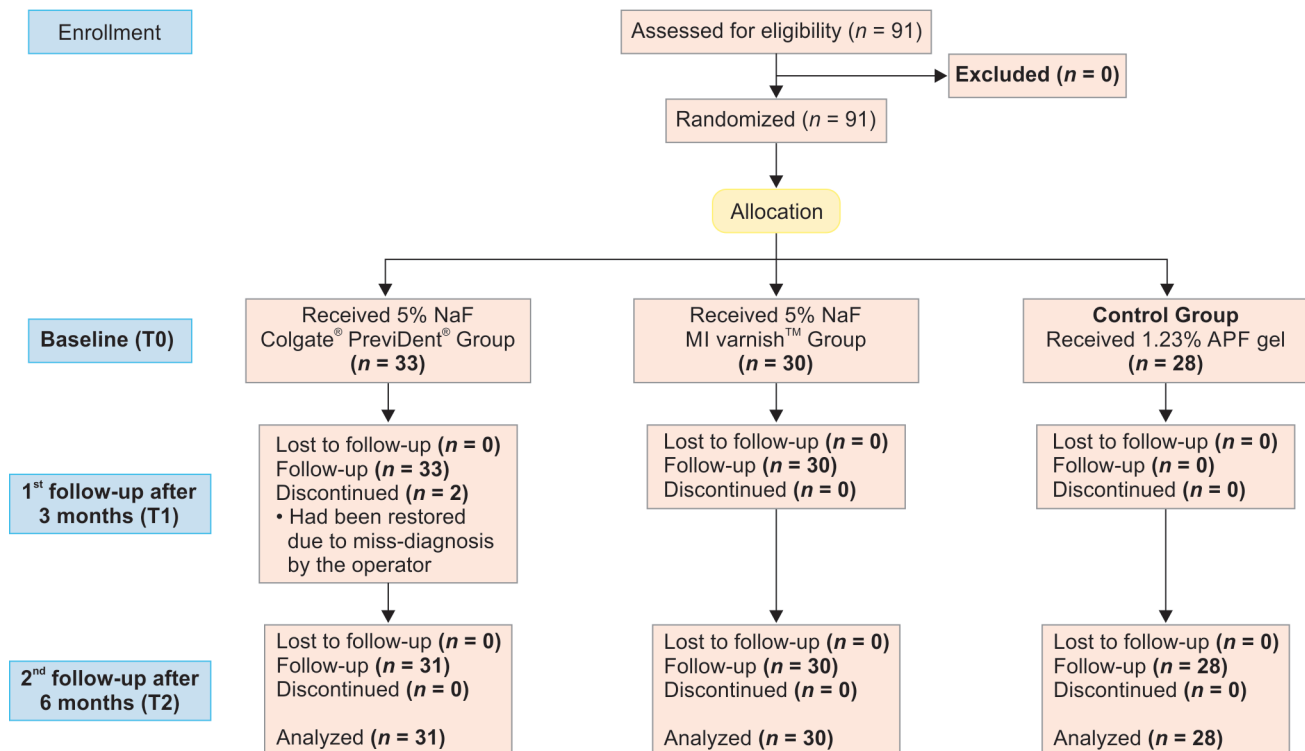 Enrollment
Assessed for eligibility (n = 91)
Excluded (n = 0)
Randomized (n = 91)
Allocation
Baseline (T0)
Received 5% NaF
Colgate® PreviDent® Group
(n = 33)
Received 5% NaF
MI varnish™ Group
(n = 30)
Control Group
Received 1.23% APF gel
(n = 28)
1st follow-up after
3 months (T1)
Lost to follow-up (n = 0)
Follow-up (n = 33)
Discontinued (n = 2)
• Had been restored
due to miss-diagnosis
by the operator
Lost to follow-up (n = 0)
Follow-up (n = 30)
Discontinued (n = 0)
Lost to follow-up (n = 0)
Follow-up (n = 0)
Discontinued (n = 0)
2nd follow-up after
6 months (T2)
Lost to follow-up (n = 0)
Follow-up (n = 31)
Discontinued (n = 0)
Analyzed (n = 31)
Lost to follow-up (n = 0)
Follow-up (n = 30)
Discontinued (n = 0)
Analyzed (n = 30)
Lost to follow-up (n = 0)
Follow-up (n = 28)
Discontinued (n = 0)
Analyzed (n = 28)